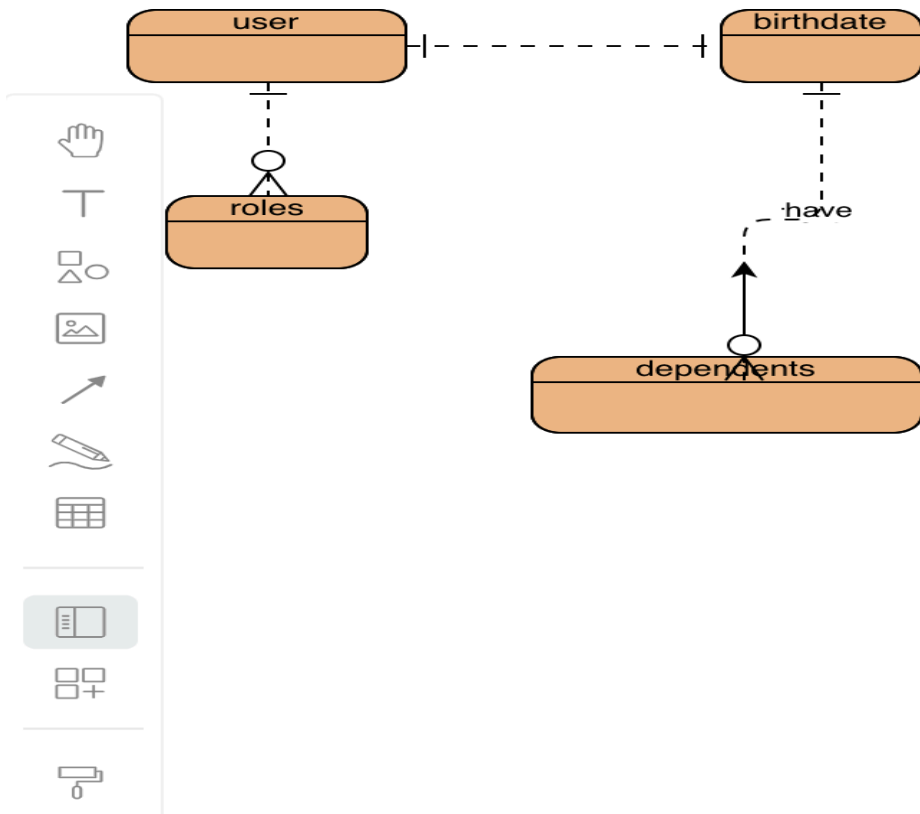 user
birthdate
roles
have
dependents